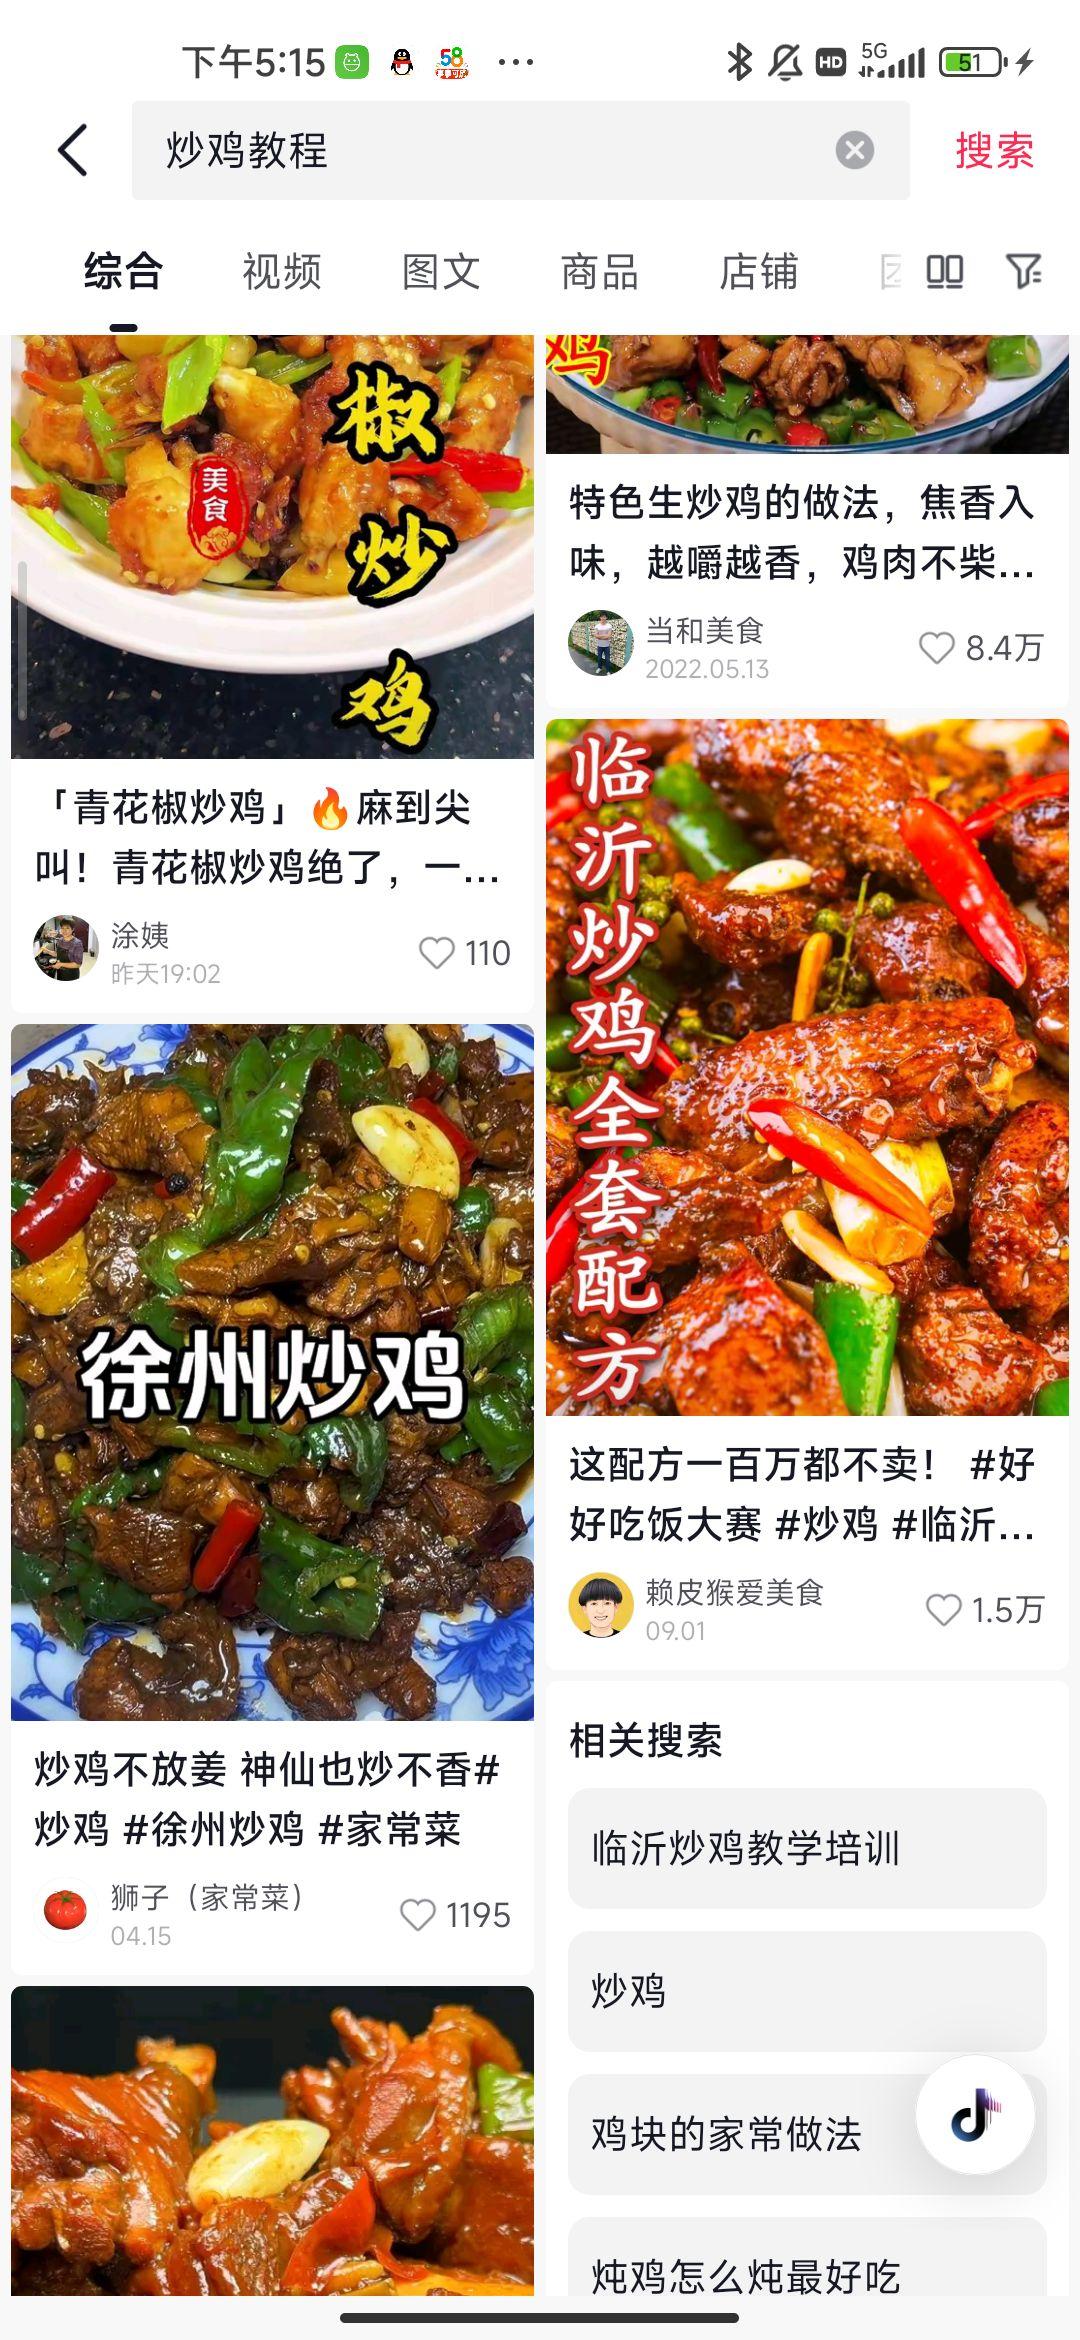 下午5:15
58
···
HD
5G
51
炒鸡教程
搜索
综合
视频
图文
商品
店铺
椒炒鸡
美食
「青花椒炒鸡」🔥麻到尖
叫！青花椒炒鸡绝了，一...
涂姨
昨天19:02
110
徐州炒鸡
炒鸡不放姜 神仙也炒不香#
炒鸡 #徐州炒鸡 #家常菜
狮子（家常菜）
04.15
1195
鸡
特色生炒鸡的做法，焦香入
味，越嚼越香，鸡肉不柴...
当和美食
2022.05.13
8.4万
临沂炒鸡全套配方
这配方一百万都不卖！ #好
好吃饭大赛 #炒鸡 #临沂...
赖皮猴爱美食
09.01
1.5万
相关搜索
临沂炒鸡教学培训
炒鸡
鸡块的家常做法
炖鸡怎么炖最好吃